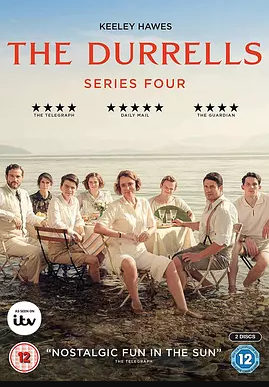 KEELEY HAWES
THE DURRELLS
SERIES FOUR
★★★★ ★★★★★ ★★★★
THE TELEGRAPH DAILY MAIL THE GUARDIAN
AS SEEN ON
itv
2 DISCS
12 "NOSTALGIC FUN IN THE SUN" 12
THE TELEGRAPH